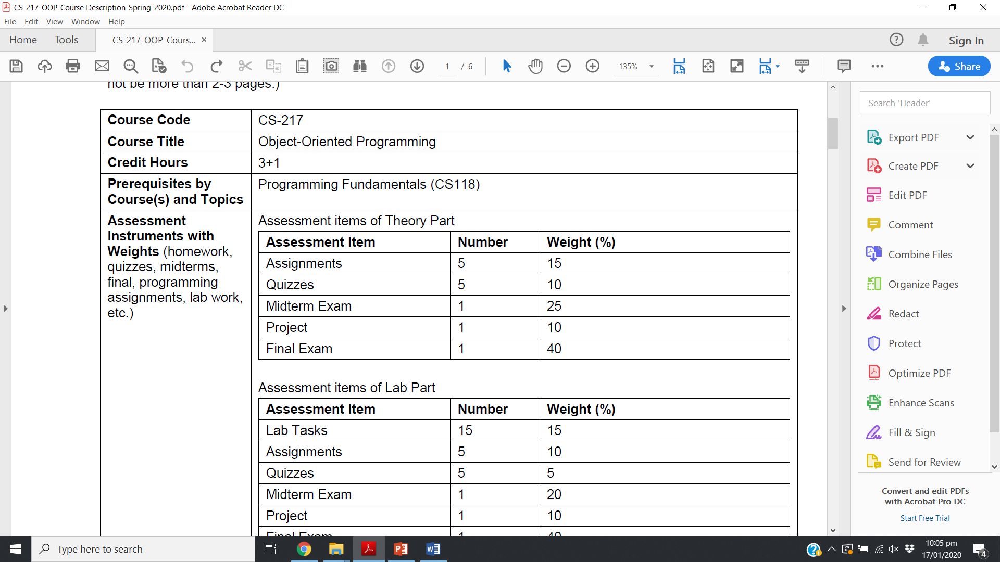 CS-217-OOP-Course Description-Spring-2020.pdf - Adobe Acrobat Reader DC
File Edit View Window Help
Home Tools CS-217-OOP-Cours... × Sign In
1 / 6 135% Share
not be more than 2-3 pages.)
Course Code CS-217
Course Title Object-Oriented Programming
Credit Hours 3+1
Prerequisites by Programming Fundamentals (CS118)
Course(s) and Topics
Assessment
Instruments with
Weights (homework,
quizzes, midterms,
final, programming
assignments, lab work,
etc.)
Assessment items of Theory Part
Assessment Item Number Weight (%)
Assignments 5 15
Quizzes 5 10
Midterm Exam 1 25
Project 1 10
Final Exam 1 40
Assessment items of Lab Part
Assessment Item Number Weight (%)
Lab Tasks 15 15
Assignments 5 10
Quizzes 5 5
Midterm Exam 1 20
Project 1 10
Final Exam 1 40
Search 'Header'
Export PDF
Create PDF
Edit PDF
Comment
Combine Files
Organize Pages
Redact
Protect
Optimize PDF
Enhance Scans
Fill & Sign
Send for Review
Convert and edit PDFs
with Acrobat Pro DC
Start Free Trial
Type here to search
10:05 pm
17/01/2020
4